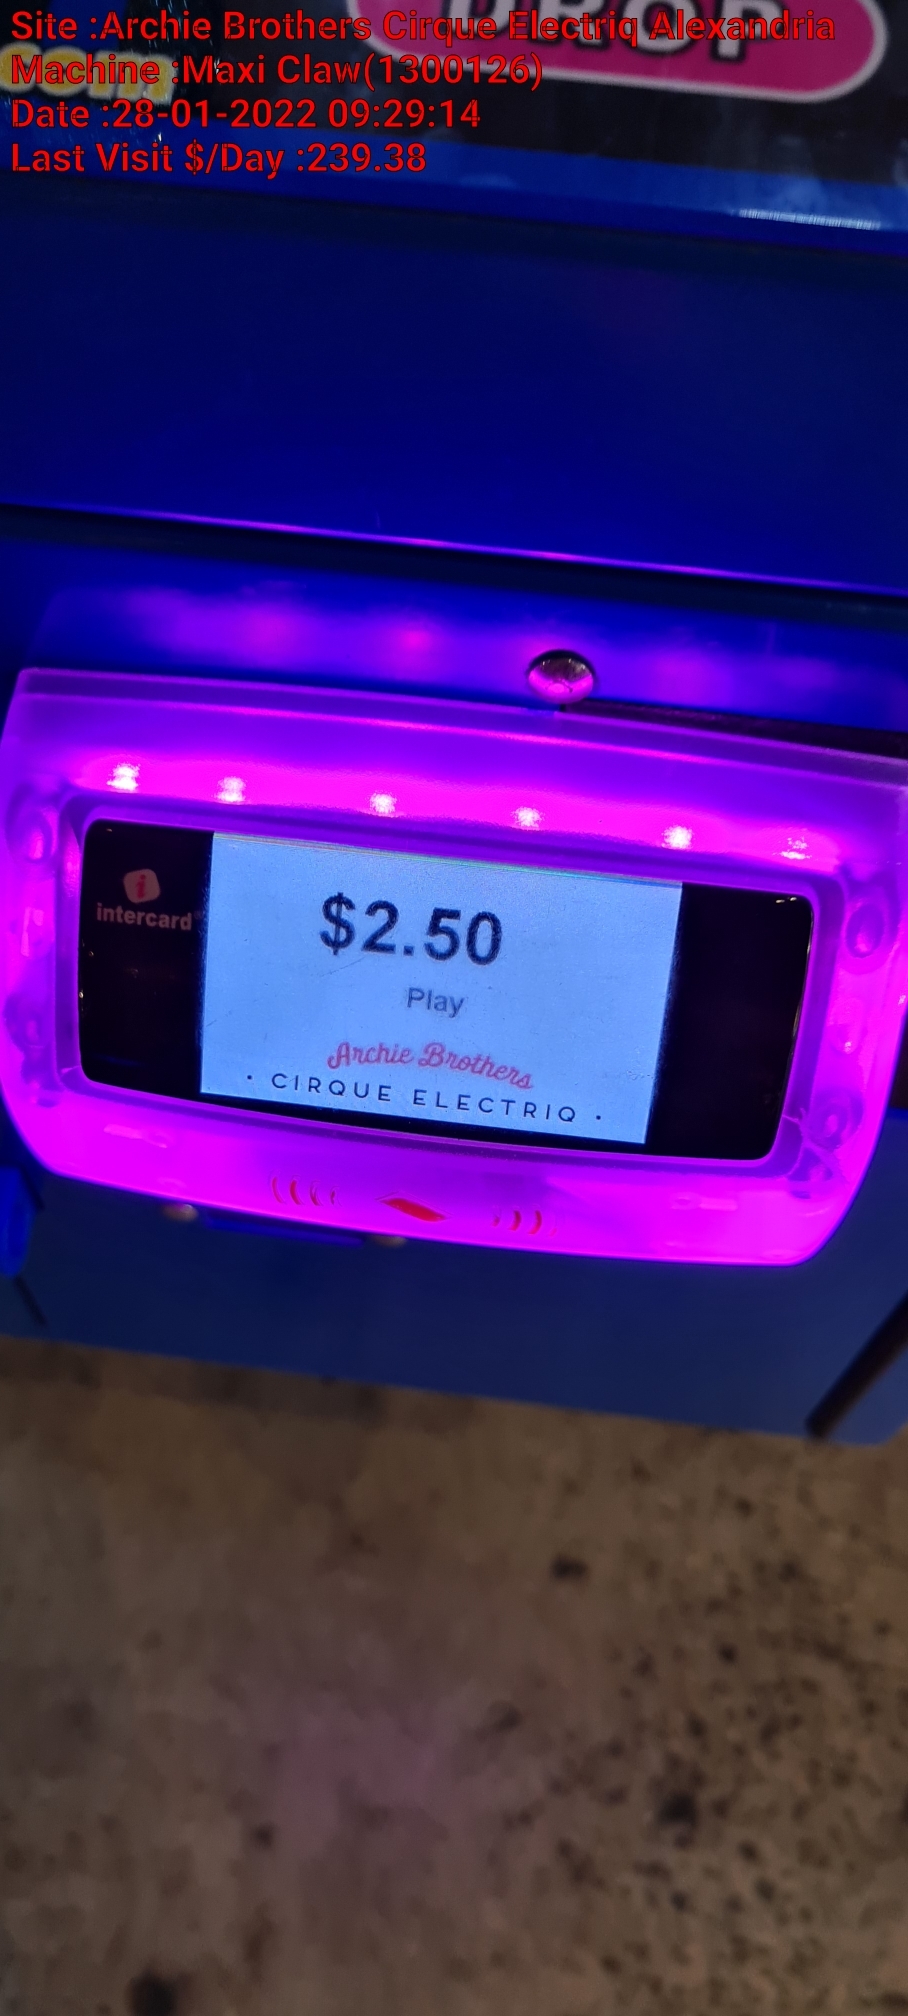 Site :Archie Brothers Cirque Electriq Alexandria
Machine :Maxi Claw(1300126)
Date :28-01-2022 09:29:14
Last Visit $/Day :239.38
DROP
intercard
$2.50
Play
Archie Brothers
· CIRQUE ELECTRIQ ·